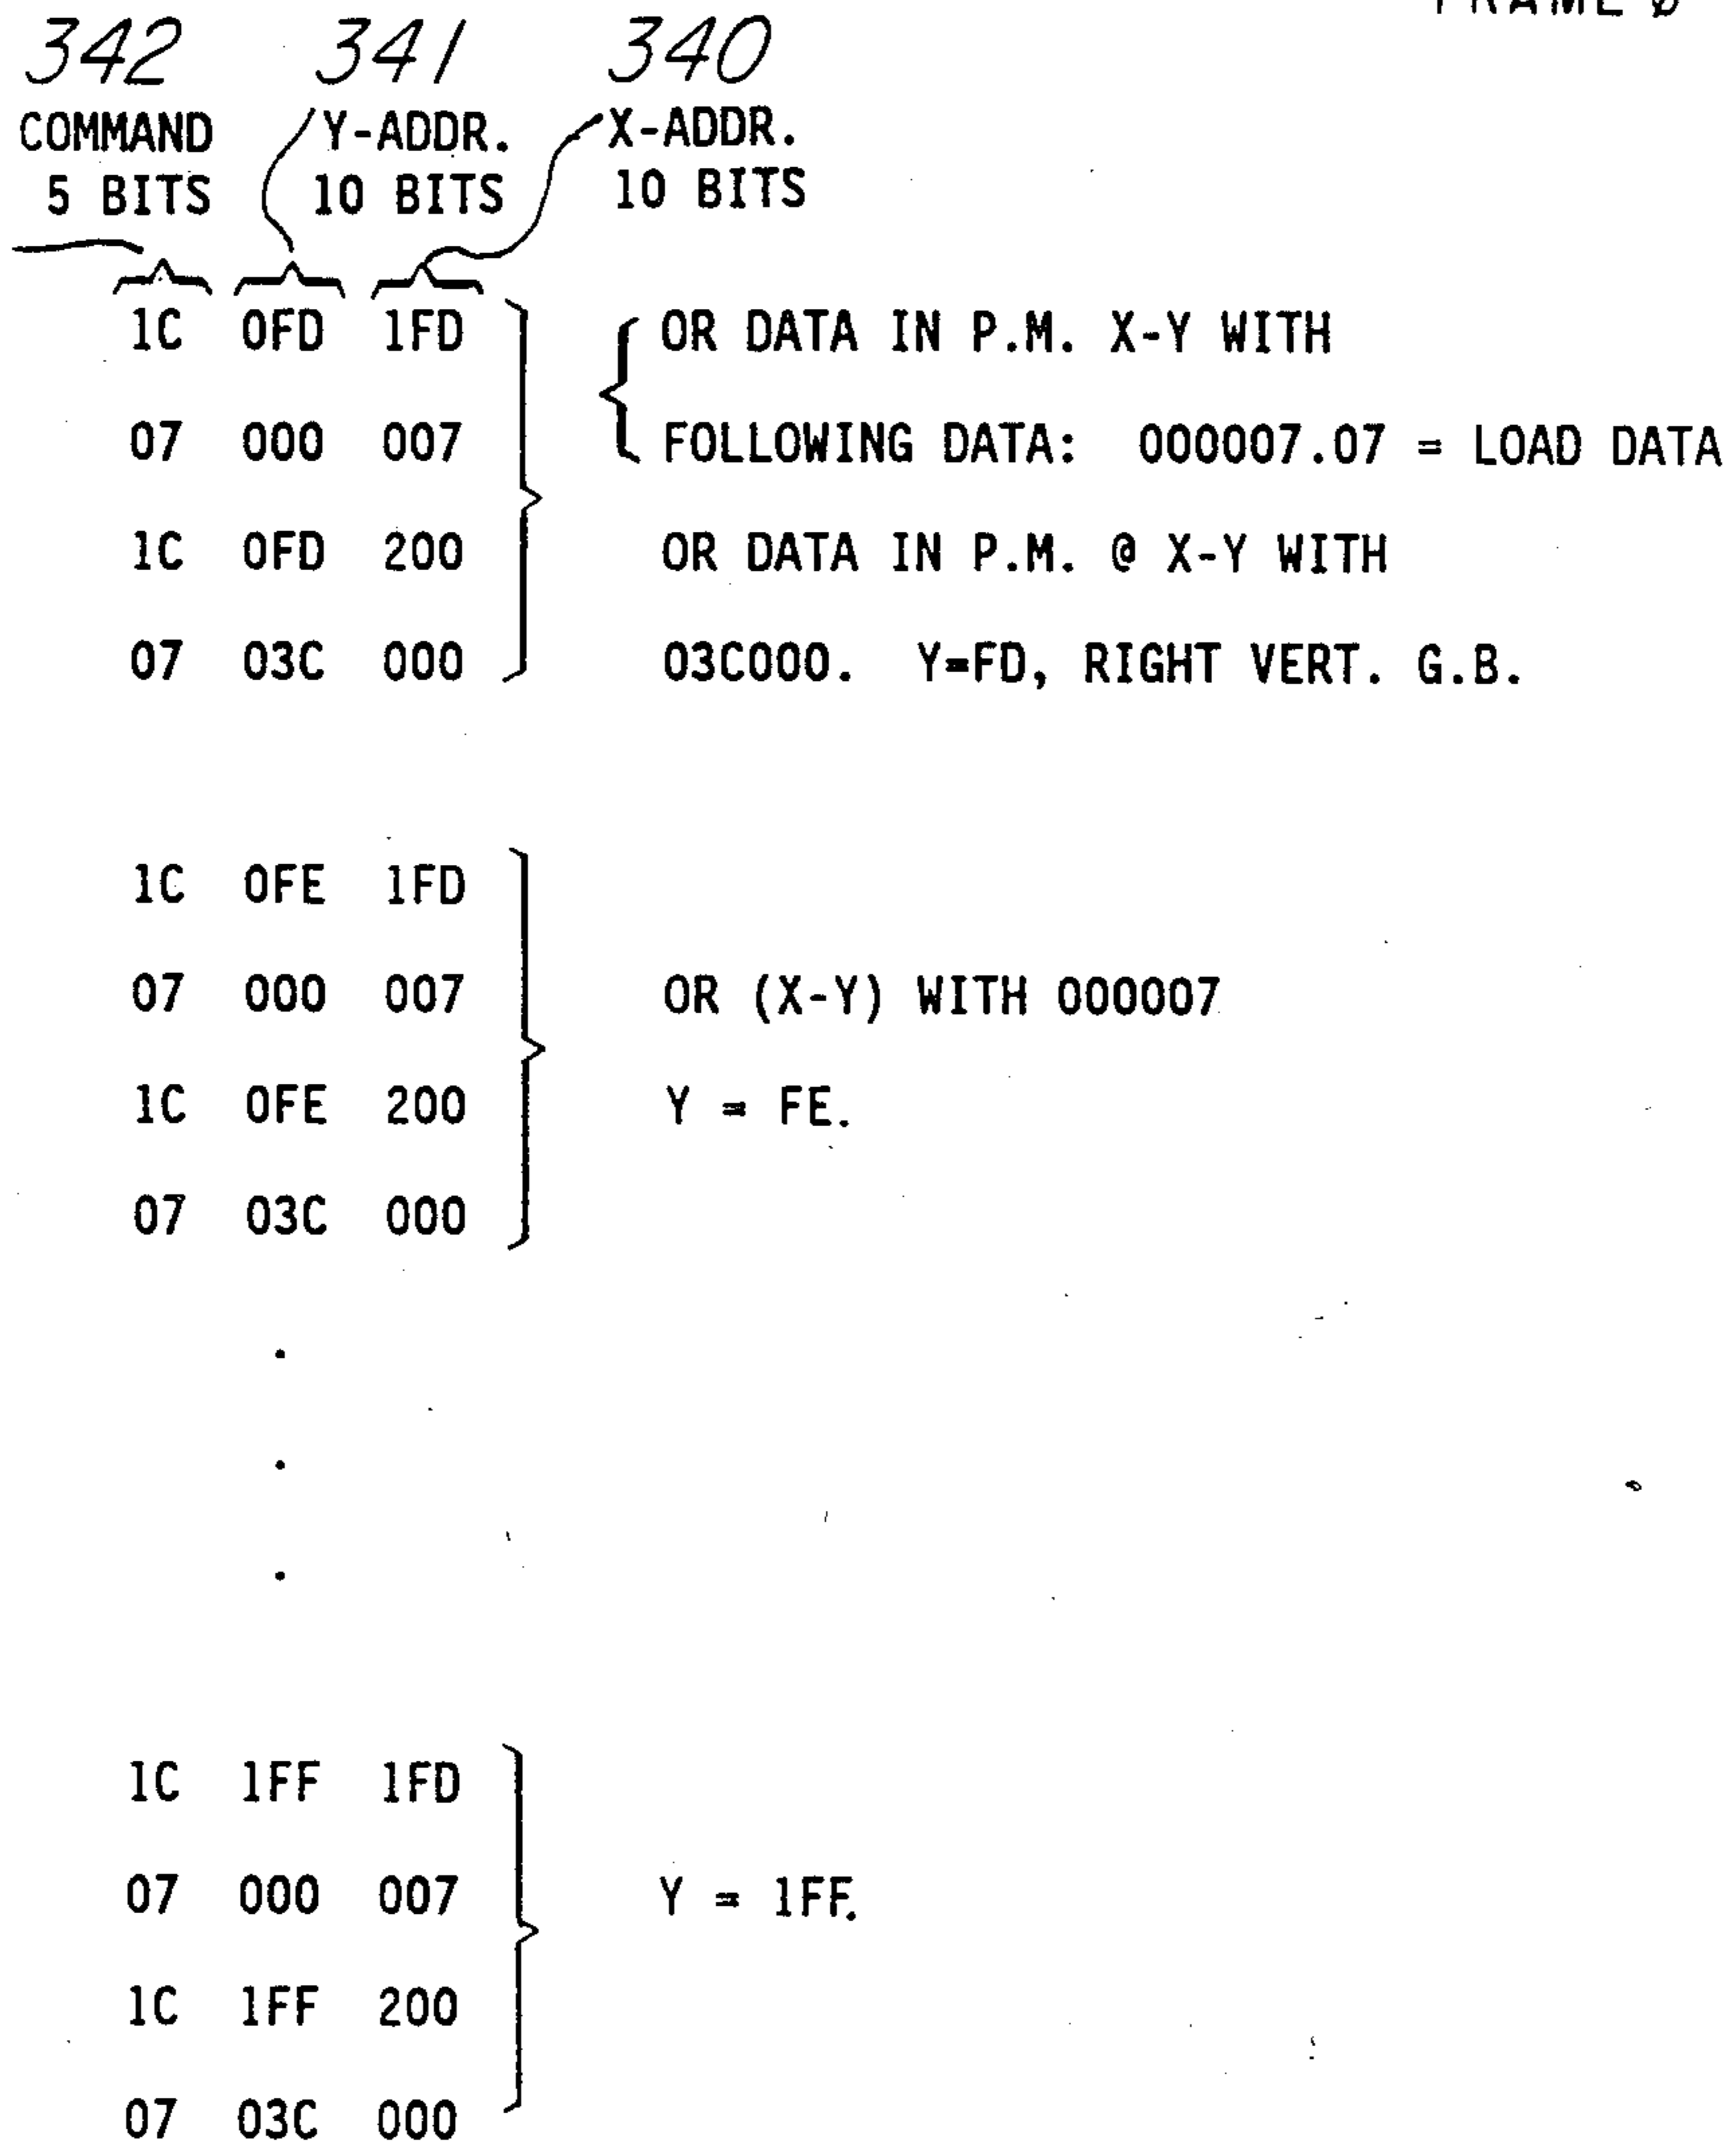 FRAME Ø
342 341 340
COMMAND Y-ADDR. X-ADDR.
5 BITS 10 BITS 10 BITS
1C 0FD 1FD OR DATA IN P.M. X-Y WITH
07 000 007 FOLLOWING DATA: 000007.07 = LOAD DATA
1C 0FD 200 OR DATA IN P.M. @ X-Y WITH
07 03C 000 03C000. Y=FD, RIGHT VERT. G.B.
1C 0FE 1FD
07 000 007 OR (X-Y) WITH 000007
1C 0FE 200 Y = FE.
07 03C 000
.
.
.
1C 1FF 1FD
07 000 007 Y = 1FF.
1C 1FF 200
07 03C 000